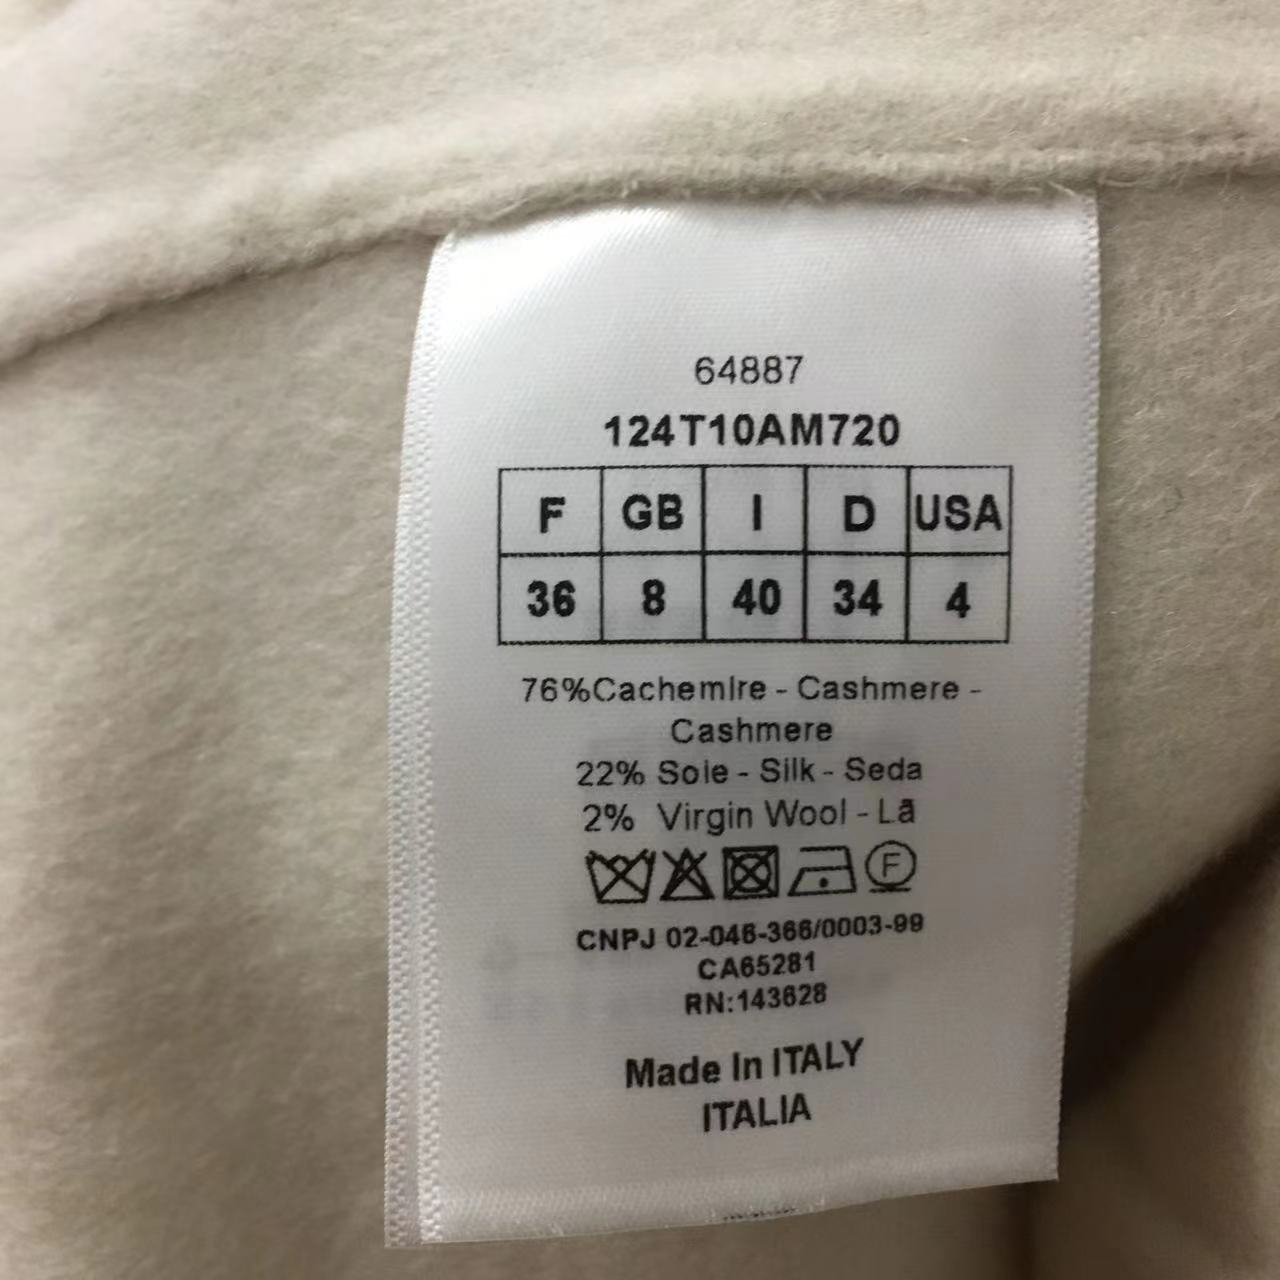 64887
124T10AM720
F GB I D USA
36 8 40 34 4
76%Cachemire - Cashmere -
Cashmere
22% Soie - Silk - Seda
2% Virgin Wool - Lã
F
CNPJ 02-046-366/0003-99
CA65281
RN:143628
Made In ITALY
ITALIA